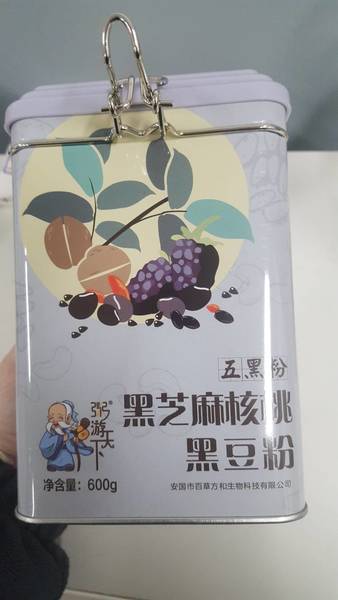 五黑粉
粥游天下®
黑芝麻核桃
黑豆粉
净含量：600g
安国市百草方和生物科技有限公司